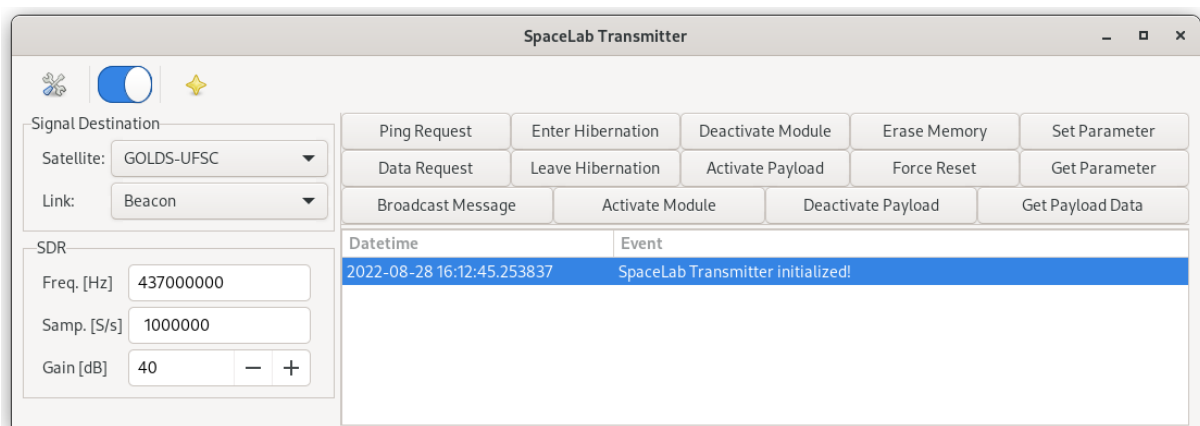 SpaceLab Transmitter
Signal Destination
Satellite: GOLDS-UFSC
Link: Beacon
SDR
Freq. [Hz] 437000000
Samp. [S/s] 1000000
Gain [dB] 40
Ping Request Enter Hibernation Deactivate Module Erase Memory Set Parameter
Data Request Leave Hibernation Activate Payload Force Reset Get Parameter
Broadcast Message Activate Module Deactivate Payload Get Payload Data
Datetime Event
2022-08-28 16:12:45.253837 SpaceLab Transmitter initialized!